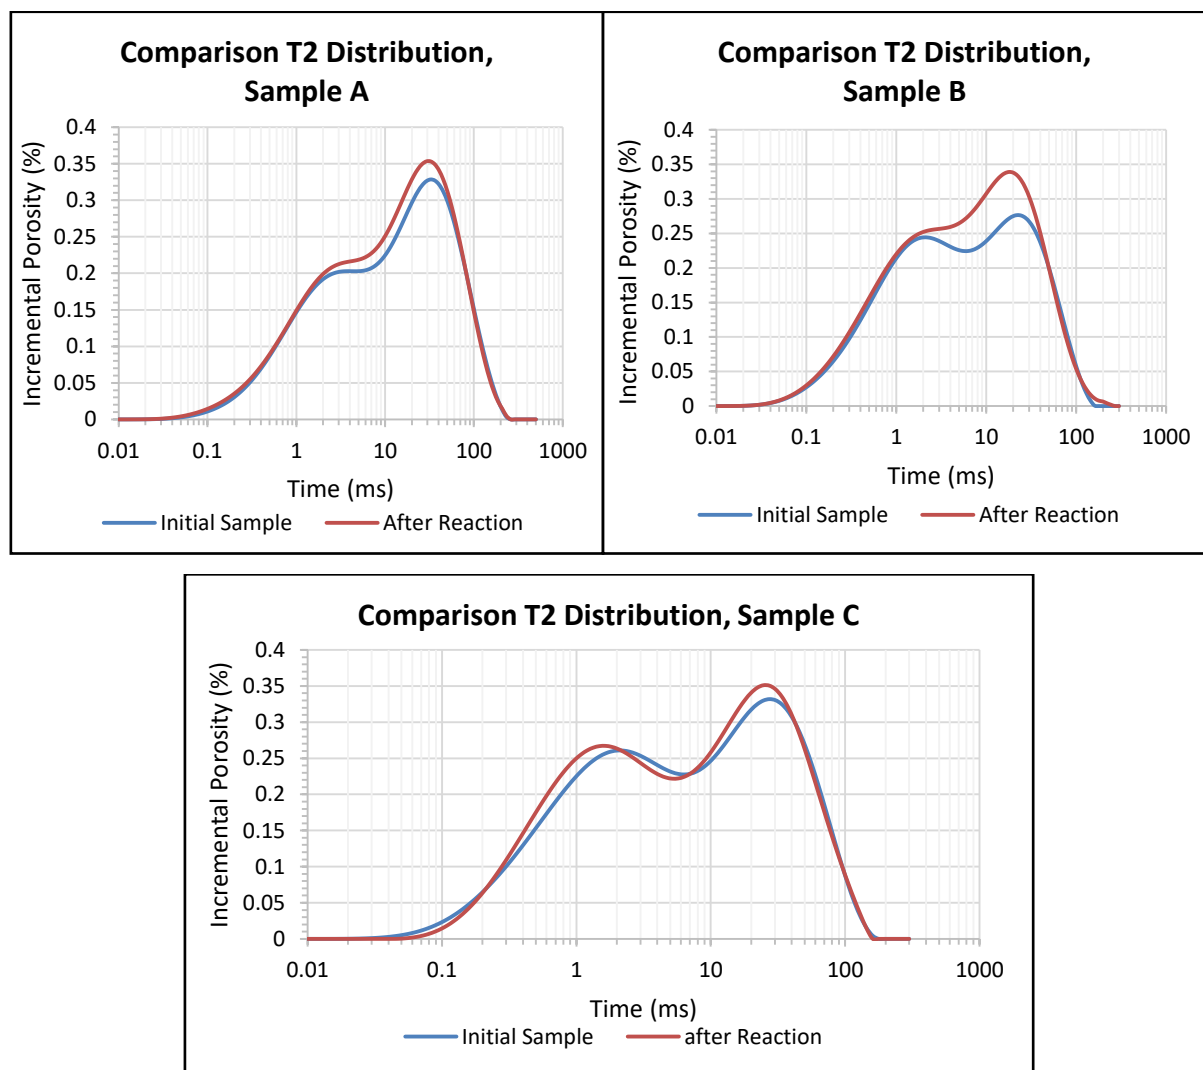 Comparison T2 Distribution,
Sample A
Incremental Porosity (%)
0.4
0.35
0.3
0.25
0.2
0.15
0.1
0.05
0
0.01 0.1 1 10 100 1000
Time (ms)
Initial Sample After Reaction
Comparison T2 Distribution,
Sample B
Incremental Porosity (%)
0.4
0.35
0.3
0.25
0.2
0.15
0.1
0.05
0
0.01 0.1 1 10 100 1000
Time (ms)
Initial Sample After Reaction
Comparison T2 Distribution, Sample C
Incremental Porosity (%)
0.4
0.35
0.3
0.25
0.2
0.15
0.1
0.05
0
0.01 0.1 1 10 100 1000
Time (ms)
Initial Sample after Reaction